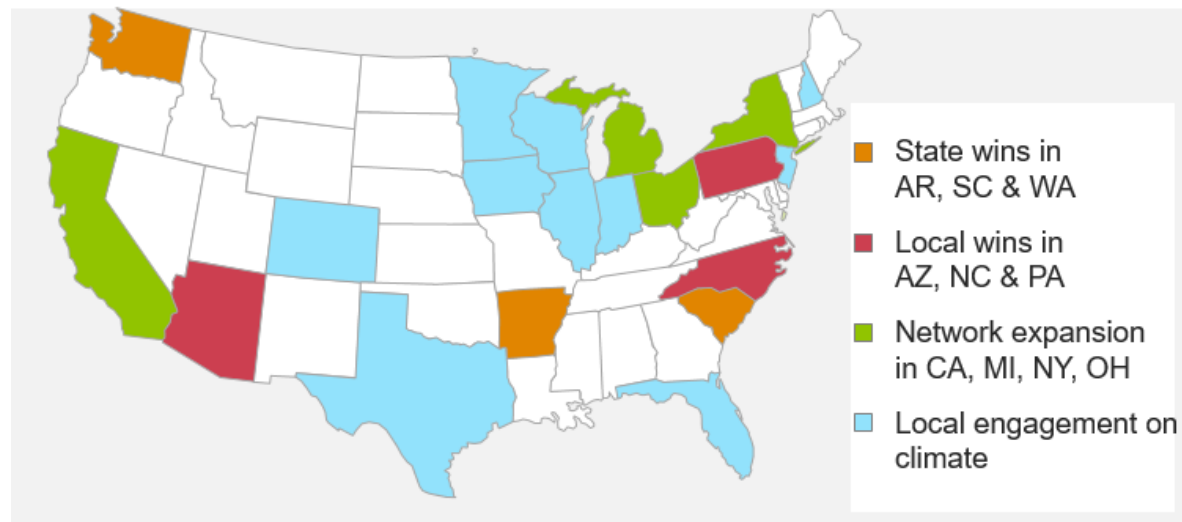 State wins in
AR, SC & WA
Local wins in
AZ, NC & PA
Network expansion
in CA, MI, NY, OH
Local engagement on
climate